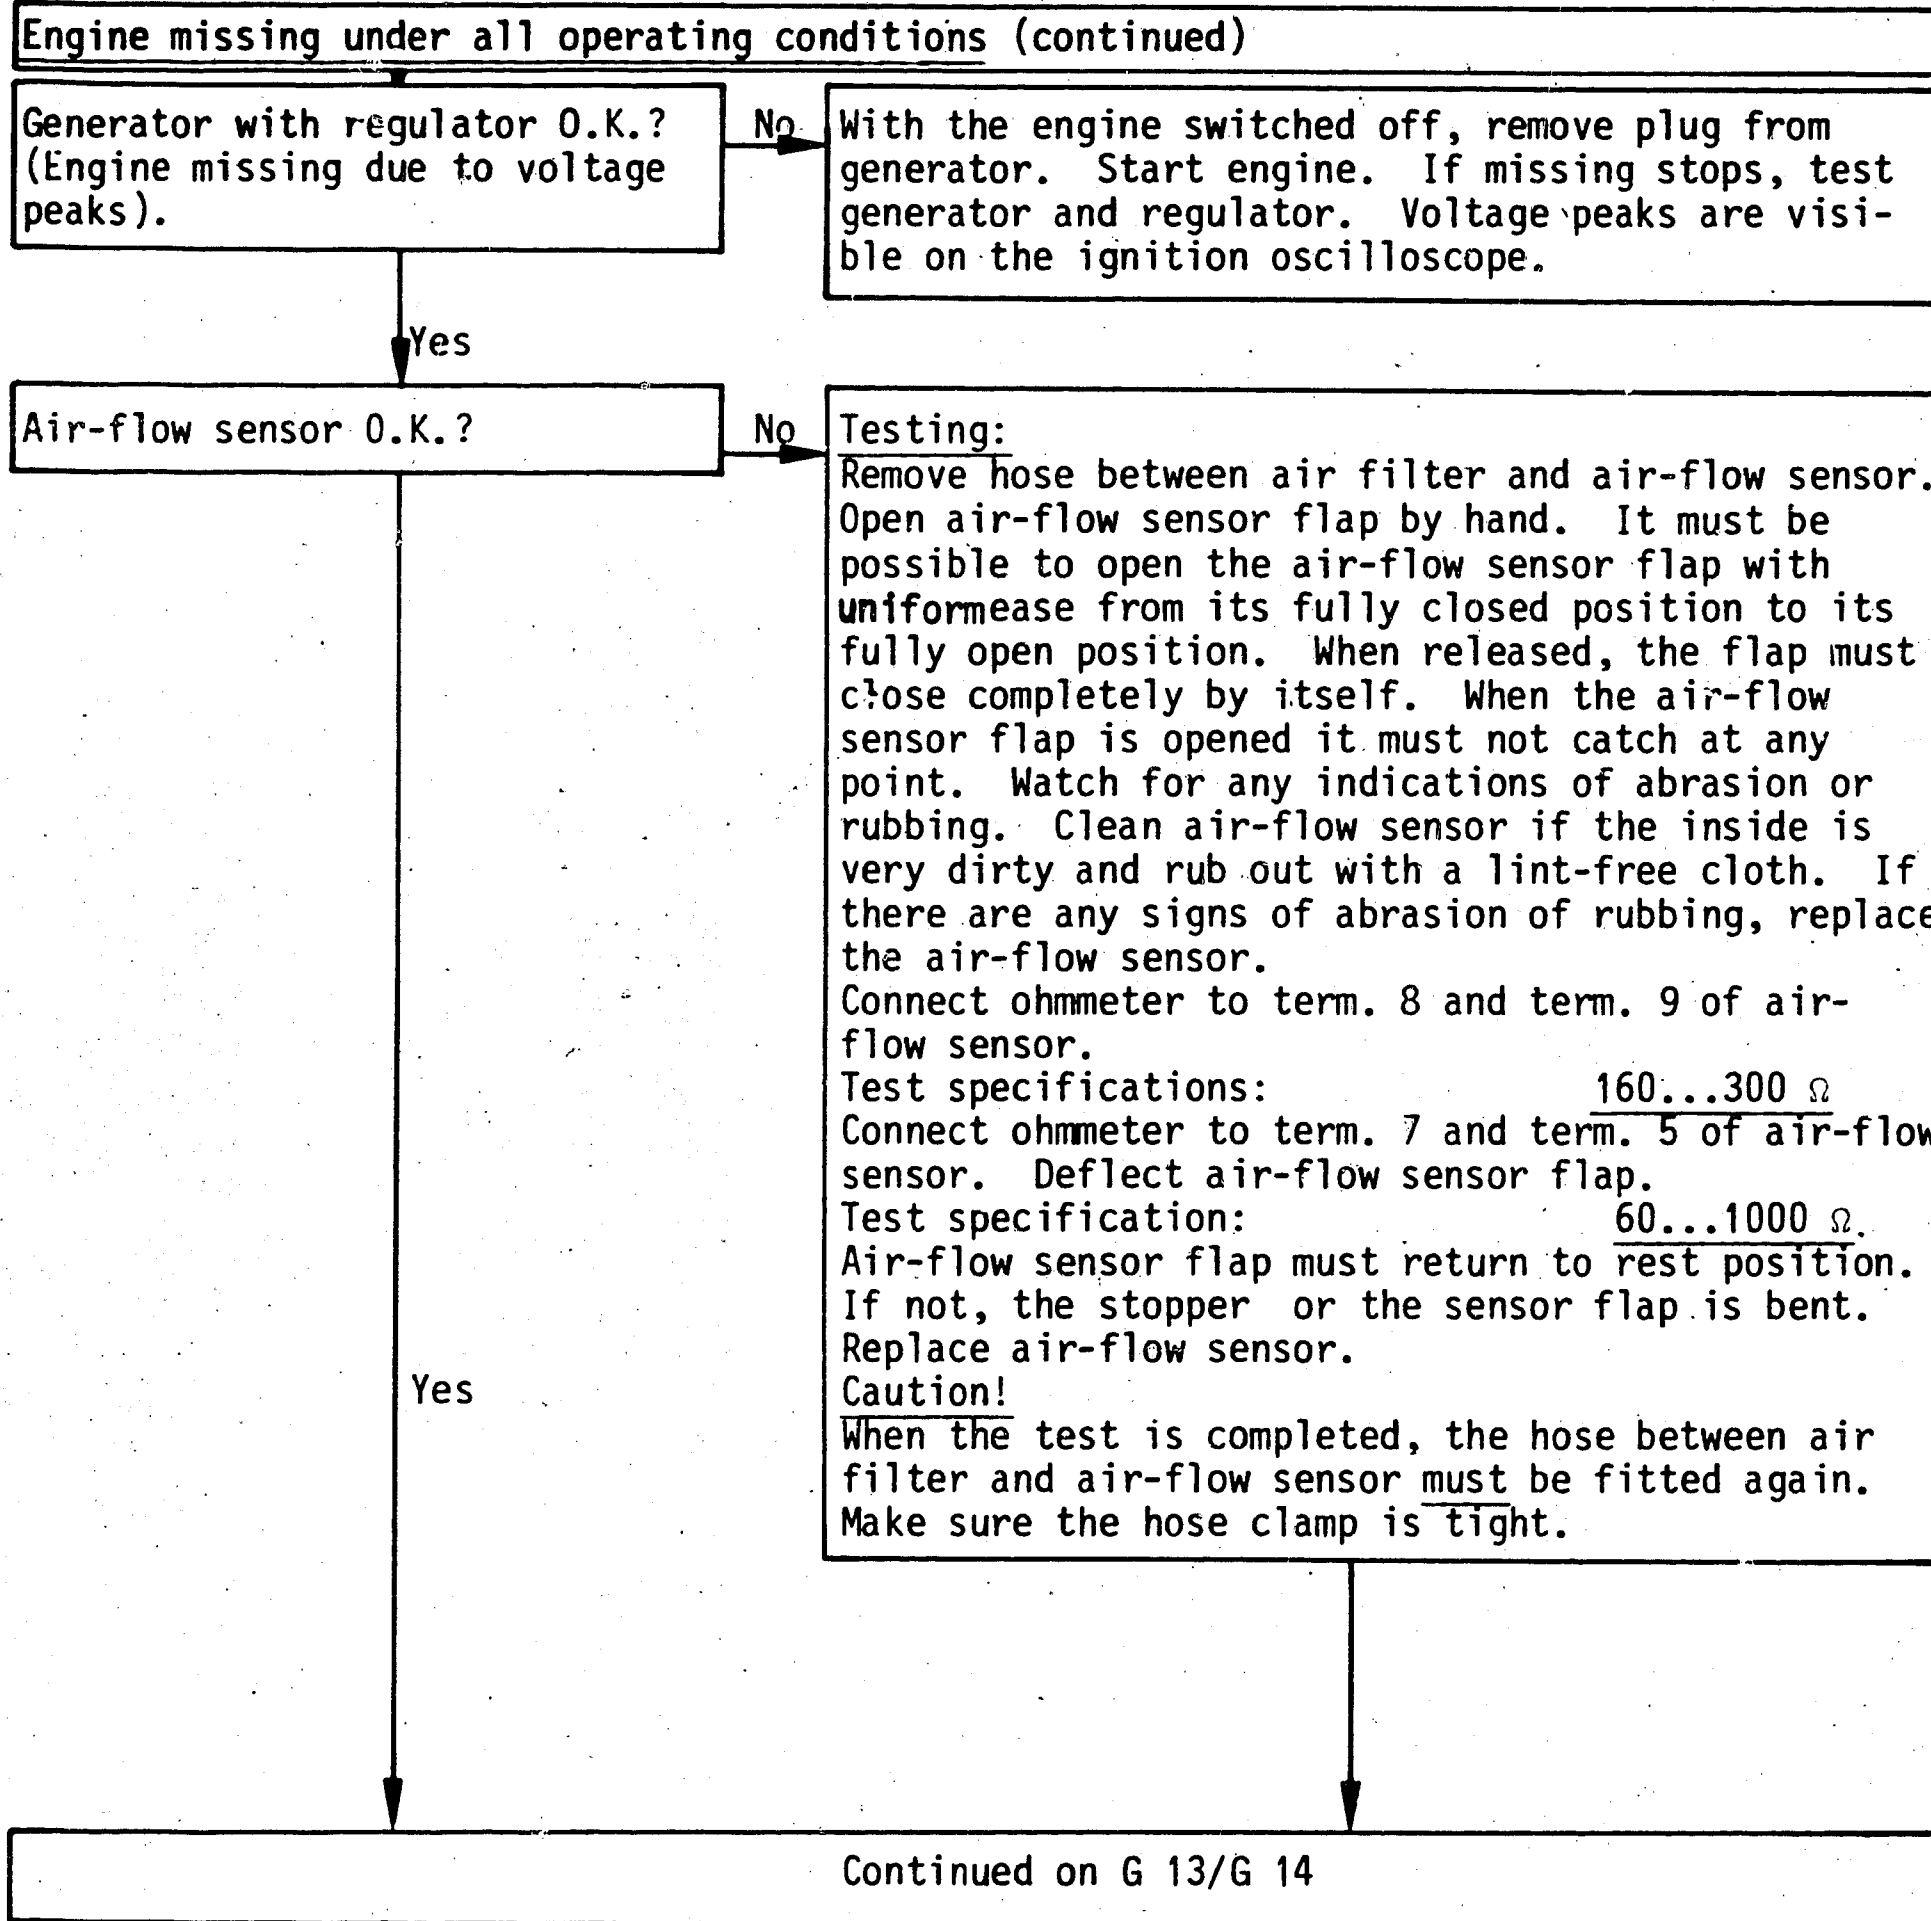 Engine missing under all operating conditions (continued)
Generator with regulator O.K.?
(Engine missing due to voltage
peaks).
No
With the engine switched off, remove plug from
generator. Start engine. If missing stops, test
generator and regulator. Voltage peaks are visi-
ble on the ignition oscilloscope.
Yes
Air-flow sensor O.K.?
No
Testing:
Remove hose between air filter and air-flow sensor.
Open air-flow sensor flap by hand. It must be
possible to open the air-flow sensor flap with
uniformease from its fully closed position to its
fully open position. When released, the flap must
close completely by itself. When the air-flow
sensor flap is opened it must not catch at any
point. Watch for any indications of abrasion or
rubbing. Clean air-flow sensor if the inside is
very dirty and rub out with a lint-free cloth. If
there are any signs of abrasion of rubbing, replace
the air-flow sensor.
Connect ohmmeter to term. 8 and term. 9 of air-
flow sensor.
Test specifications: 160...300 Ω
Connect ohmmeter to term. 7 and term. 5 of air-flow
sensor. Deflect air-flow sensor flap.
Test specification: 60...1000 Ω.
Air-flow sensor flap must return to rest position.
If not, the stopper or the sensor flap is bent.
Replace air-flow sensor.
Caution!
When the test is completed, the hose between air
filter and air-flow sensor must be fitted again.
Make sure the hose clamp is tight.
Yes
Continued on G 13/G 14